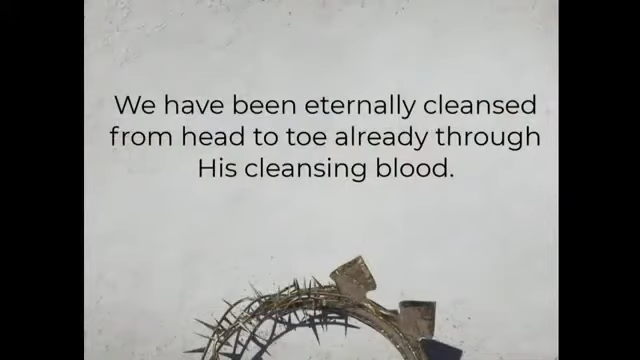 We have been eternally cleansed
from head to toe already through
His cleansing blood.